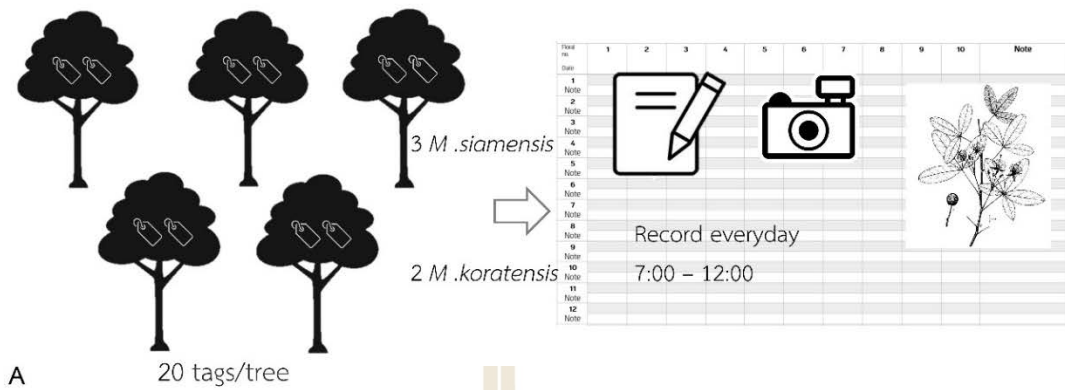 3 M .siamensis
2 M .koratensis
20 tags/tree
A
Floral no. 1 2 3 4 5 6 7 8 9 10 Note
Date
1
Note
2
Note
3
Note
4
Note
5
Note
6
Note
7
Note
8
Note
9
Note
10
Note
11
Note
12
Note
Record everyday
7:00 – 12:00